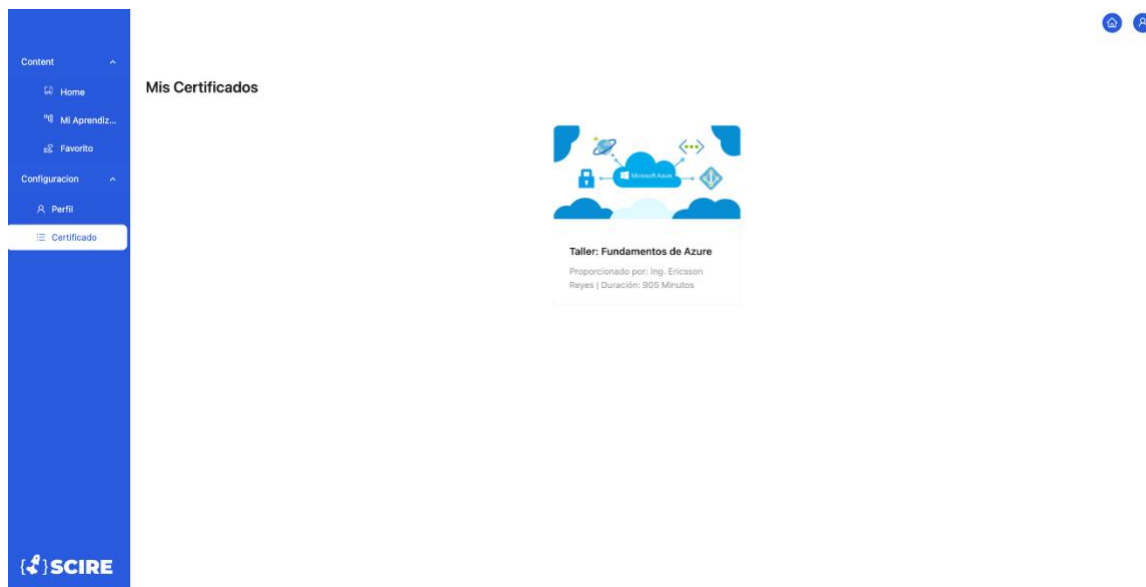 Content
Home
Mi Aprendiz...
Favorito
Configuracion
Perfil
Certificado
{ }SCIRE
Mis Certificados
Microsoft Azure
Taller: Fundamentos de Azure
Proporcionado por: Ing. Ericsson
Reyes | Duración: 905 Minutos